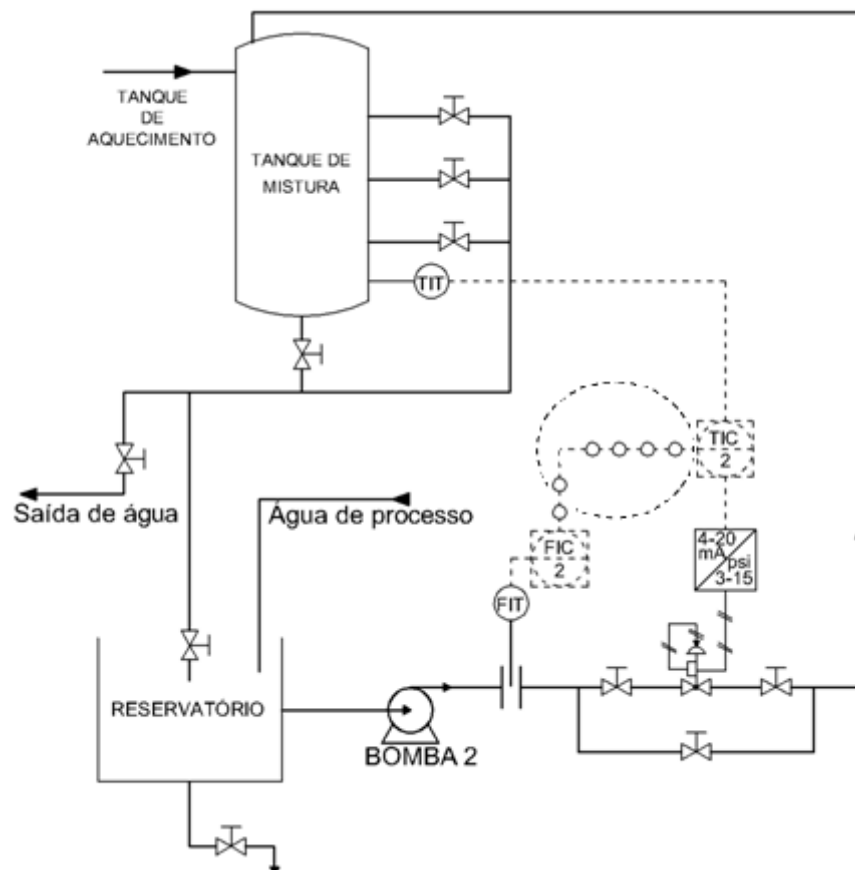 TANQUE
DE
AQUECIMENTO
TANQUE DE
MISTURA
TIT
TIC
2
Saída de água
Água de processo
FIC
2
4-20
mA
psi
3-15
FIT
RESERVATÓRIO
BOMBA 2